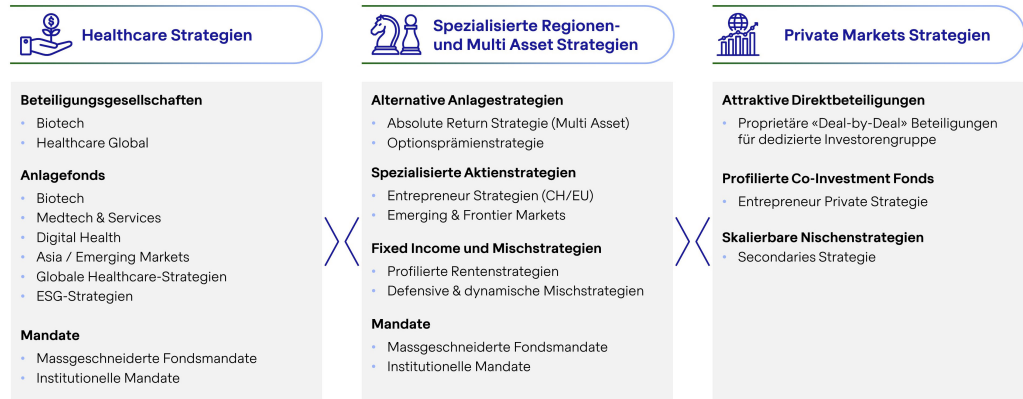 Healthcare Strategien
Beteiligungsgesellschaften
• Biotech
• Healthcare Global
Anlagefonds
• Biotech
• Medtech & Services
• Digital Health
• Asia / Emerging Markets
• Globale Healthcare-Strategien
• ESG-Strategien
Mandate
• Massgeschneiderte Fondsmandate
• Institutionelle Mandate
Spezialisierte Regionen-
und Multi Asset Strategien
Alternative Anlagestrategien
• Absolute Return Strategie (Multi Asset)
• Optionsprämienstrategie
Spezialisierte Aktienstrategien
• Entrepreneur Strategien (CH/EU)
• Emerging & Frontier Markets
Fixed Income und Mischstrategien
• Profilierte Rentenstrategien
• Defensive & dynamische Mischstrategien
Mandate
• Massgeschneiderte Fondsmandate
• Institutionelle Mandate
Private Markets Strategien
Attraktive Direktbeteiligungen
• Proprietäre «Deal-by-Deal» Beteiligungen
für dedizierte Investorengruppe
Profilierte Co-Investment Fonds
• Entrepreneur Private Strategie
Skalierbare Nischenstrategien
• Secondaries Strategie